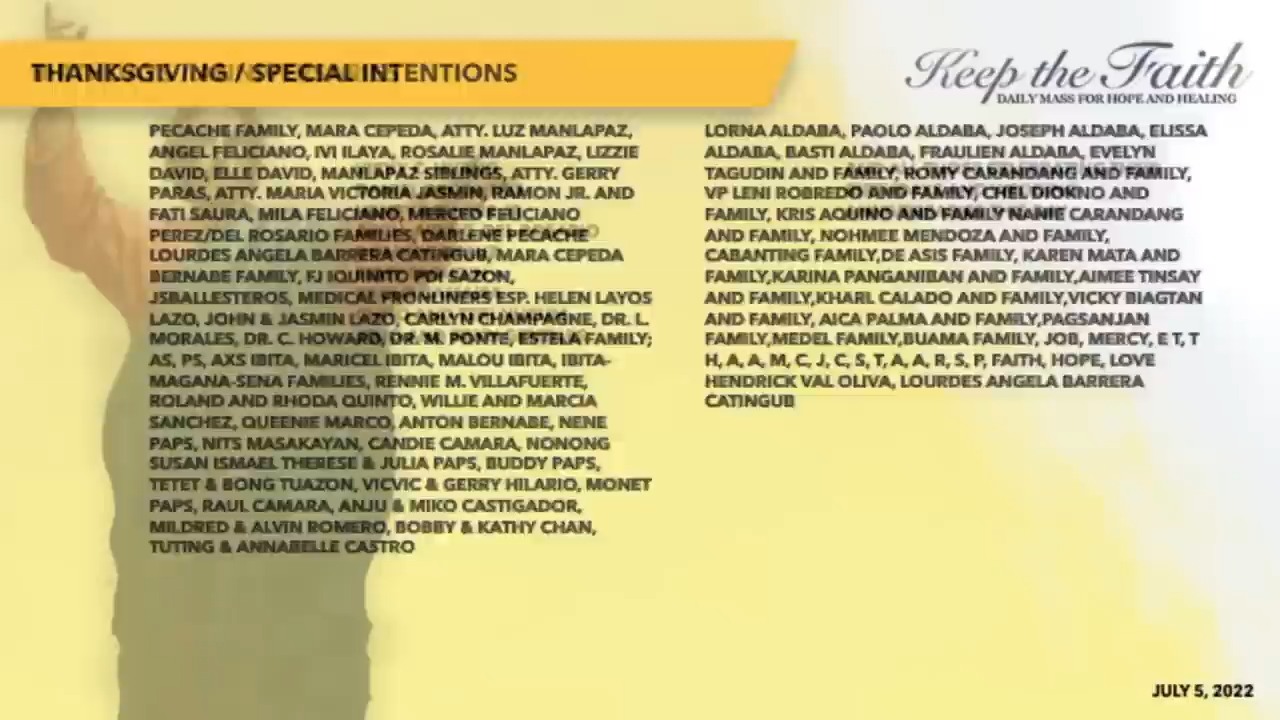 THANKSGIVING / SPECIAL INTENTIONS
Keep the Faith
DAILY MASS FOR HOPE AND HEALING
PECACHE FAMILY, MARA CEPEDA, ATTY. LUZ MANLAPAZ,
ANGEL FELICIANO, IVI ILAYA, ROSALIE MANLAPAZ, LIZZIE
DAVID, ELLE DAVID, MANLAPAZ SIBLINGS, ATTY. GERRY
PARAS, ATTY. MARIA VICTORIA JASMIN, RAMON JR. AND
FATI SAURA, MILA FELICIANO, MERCED FELICIANO
PEREZ/DEL ROSARIO FAMILIES, DARLENE PECACHE
LOURDES ANGELA BARRERA CATINGUB, MARA CEPEDA
BERNABE FAMILY, FJ IQUINITO PDI SAZON,
JSBALLESTEROS, MEDICAL FRONLINERS ESP. HELEN LAYOS
LAZO, JOHN & JASMIN LAZO, CARLYN CHAMPAGNE, DR. L.
MORALES, DR. C. HOWARD, DR. M. PONTE, ESTELA FAMILY;
AS, PS, AXS IBITA, MARICEL IBITA, MALOU IBITA, IBITA-
MAGANA-SENA FAMILIES, RENNIE M. VILLAFUERTE,
ROLAND AND RHODA QUINTO, WILLIE AND MARCIA
SANCHEZ, QUEENIE MARCO, ANTON BERNABE, NENE
PAPS, NITS MASAKAYAN, CANDIE CAMARA, NONONG
SUSAN ISMAEL THERESE & JULIA PAPS, BUDDY PAPS,
TETET & BONG TUAZON, VICVIC & GERRY HILARIO, MONET
PAPS, RAUL CAMARA, ANJU & MIKO CASTIGADOR,
MILDRED & ALVIN ROMERO, BOBBY & KATHY CHAN,
TUTING & ANNABELLE CASTRO
LORNA ALDABA, PAOLO ALDABA, JOSEPH ALDABA, ELISSA
ALDABA, BASTI ALDABA, FRAULIEN ALDABA, EVELYN
TAGUDIN AND FAMILY, ROMY CARANDANG AND FAMILY,
VP LENI ROBREDO AND FAMILY, CHEL DIOKNO AND
FAMILY, KRIS AQUINO AND FAMILY NANIE CARANDANG
AND FAMILY, NOHMEE MENDOZA AND FAMILY,
CABANTING FAMILY,DE ASIS FAMILY, KAREN MATA AND
FAMILY,KARINA PANGANIBAN AND FAMILY,AIMEE TINSAY
AND FAMILY,KHARL CALADO AND FAMILY,VICKY BIAGTAN
AND FAMILY, AICA PALMA AND FAMILY,PAGSANJAN
FAMILY,MEDEL FAMILY,BUAMA FAMILY, JOB, MERCY, E T, T
H, A, A, M, C, J, C, S, T, A, A, R, S, P, FAITH, HOPE, LOVE
HENDRICK VAL OLIVA, LOURDES ANGELA BARRERA
CATINGUB
JULY 5, 2022